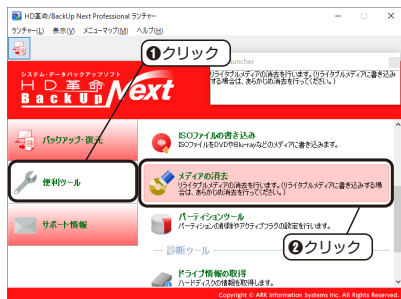 HD革命/BackUp Next Professional ランチャー
ランチャー(L) 表示(V) メニューマップ(M) ヘルプ(H)
❶クリック
uncher
リライタブルメディアの消去を行います。(リライタブルメディアに書き込み
する場合は、あらかじめ消去を行ってください。)
システム・データバックアップソフト
HD革命
BackUp Next
バックアップ・復元
便利ツール
サポート情報
ISOファイルの書き込み
ISOファイルをDVDやBlu-rayなどのメディアに書き込みます。
メディアの消去
リライタブルメディアの消去を行います。(リライタブルメディアに書き込みする場
合は、あらかじめ消去を行ってください。)
パーティションツール
パーティションの削除やアクティブフラグの設定を行います。
❷クリック
診断ツール
ドライブ情報の取得
ハードディスクの情報を取得します。
Copyright © ARK Information Systems Inc. All Rights Reserved.